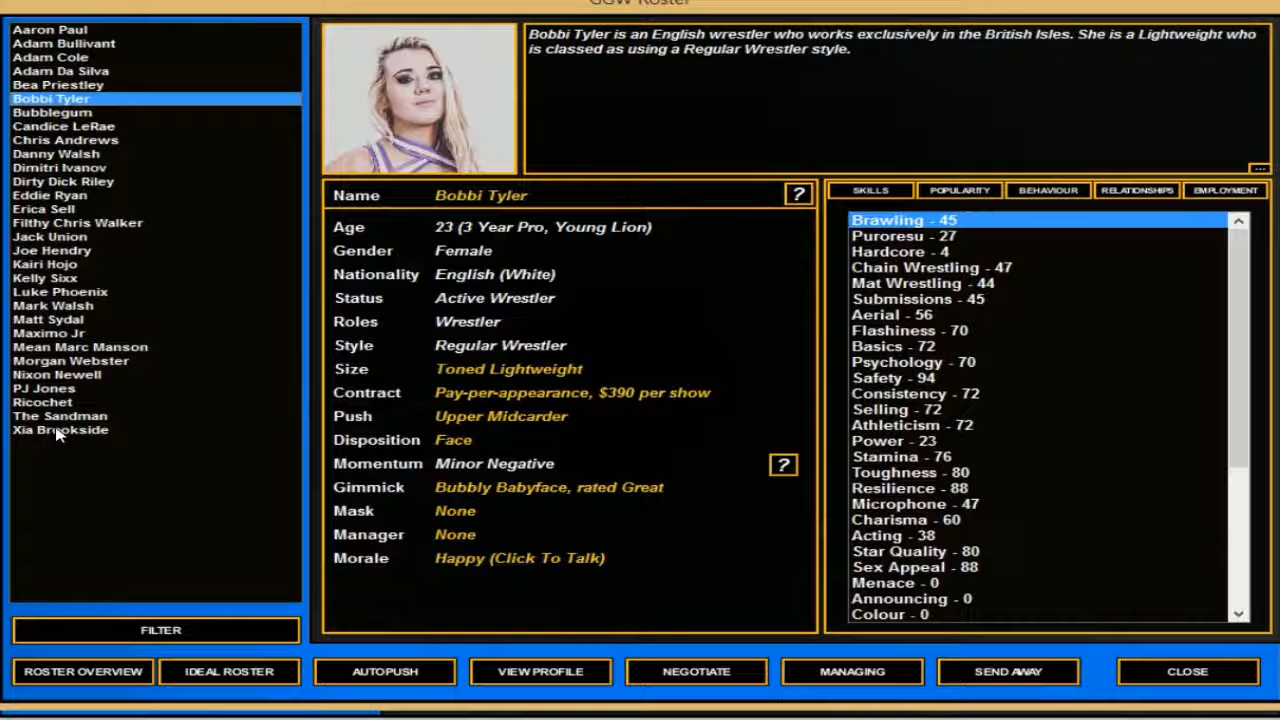 GGW Roster
Aaron Paul
Adam Bullivant
Adam Cole
Adam Da Silva
Bea Priestley
Bobbi Tyler
Bubblegum
Candice LeRae
Chris Andrews
Danny Walsh
Dimitri Ivanov
Dirty Dick Riley
Eddie Ryan
Erica Sell
Filthy Chris Walker
Jack Union
Joe Hendry
Kairi Hojo
Kelly Sixx
Luke Phoenix
Mark Walsh
Matt Sydal
Maximo Jr
Mean Marc Manson
Morgan Webster
Nixon Newell
PJ Jones
Ricochet
The Sandman
Xia Brookside
FILTER
ROSTER OVERVIEW
IDEAL ROSTER
Bobbi Tyler is an English wrestler who works exclusively in the British Isles. She is a Lightweight who
is classed as using a Regular Wrestler style.
...
Name Bobbi Tyler ?
Age 23 (3 Year Pro, Young Lion)
Gender Female
Nationality English (White)
Status Active Wrestler
Roles Wrestler
Style Regular Wrestler
Size Toned Lightweight
Contract Pay-per-appearance, $390 per show
Push Upper Midcarder
Disposition Face
Momentum Minor Negative ?
Gimmick Bubbly Babyface, rated Great
Mask None
Manager None
Morale Happy (Click To Talk)
SKILLS POPULARITY BEHAVIOUR RELATIONSHIPS EMPLOYMENT
Brawling - 45
Puroresu - 27
Hardcore - 4
Chain Wrestling - 47
Mat Wrestling - 44
Submissions - 45
Aerial - 56
Flashiness - 70
Basics - 72
Psychology - 70
Safety - 94
Consistency - 72
Selling - 72
Athleticism - 72
Power - 23
Stamina - 76
Toughness - 80
Resilience - 88
Microphone - 47
Charisma - 60
Acting - 38
Star Quality - 80
Sex Appeal - 88
Menace - 0
Announcing - 0
Colour - 0
AUTOPUSH
VIEW PROFILE
NEGOTIATE
MANAGING
SEND AWAY
CLOSE